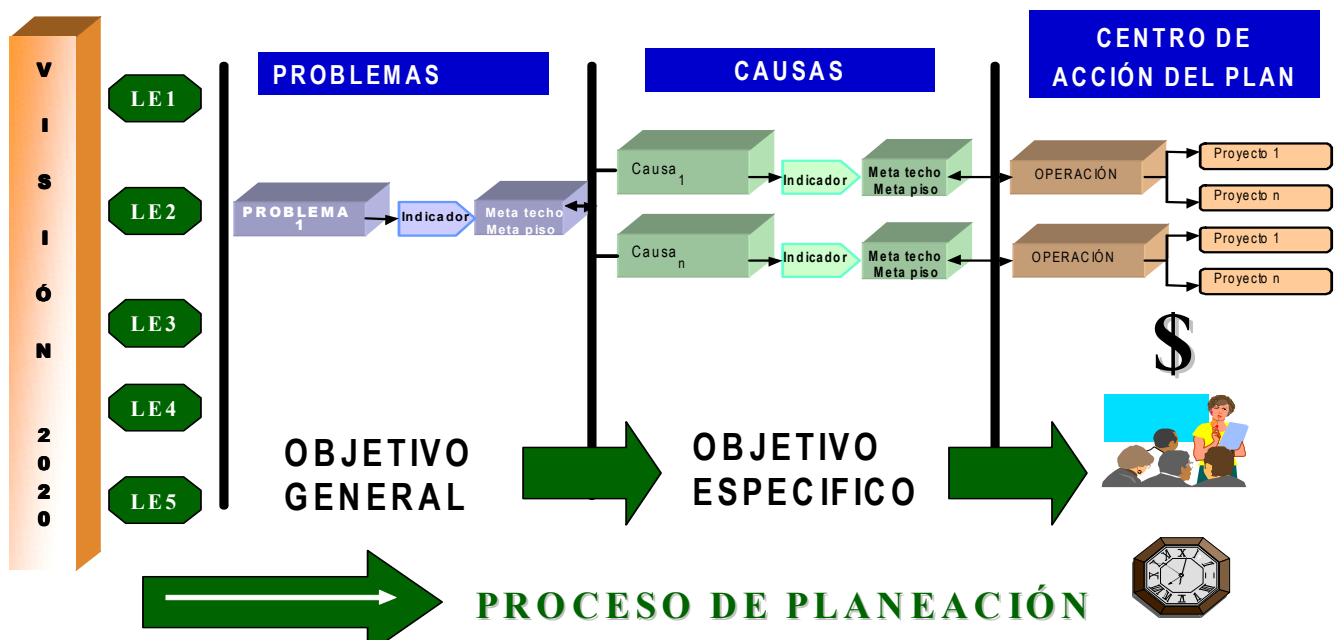 VISIÓN 2020
LE1
LE2
LE3
LE4
LE5
PROBLEMAS
PROBLEMA
1
Indicador
Meta techo
Meta piso
OBJETIVO
GENERAL
CAUSAS
Causa 1
Indicador
Meta techo
Meta piso
Causa n
Indicador
Meta techo
Meta piso
OBJETIVO
ESPECIFICO
CENTRO DE
ACCIÓN DEL PLAN
OPERACIÓN
Proyecto 1
Proyecto n
OPERACIÓN
Proyecto 1
Proyecto n
$
PROCESO DE PLANEACIÓN